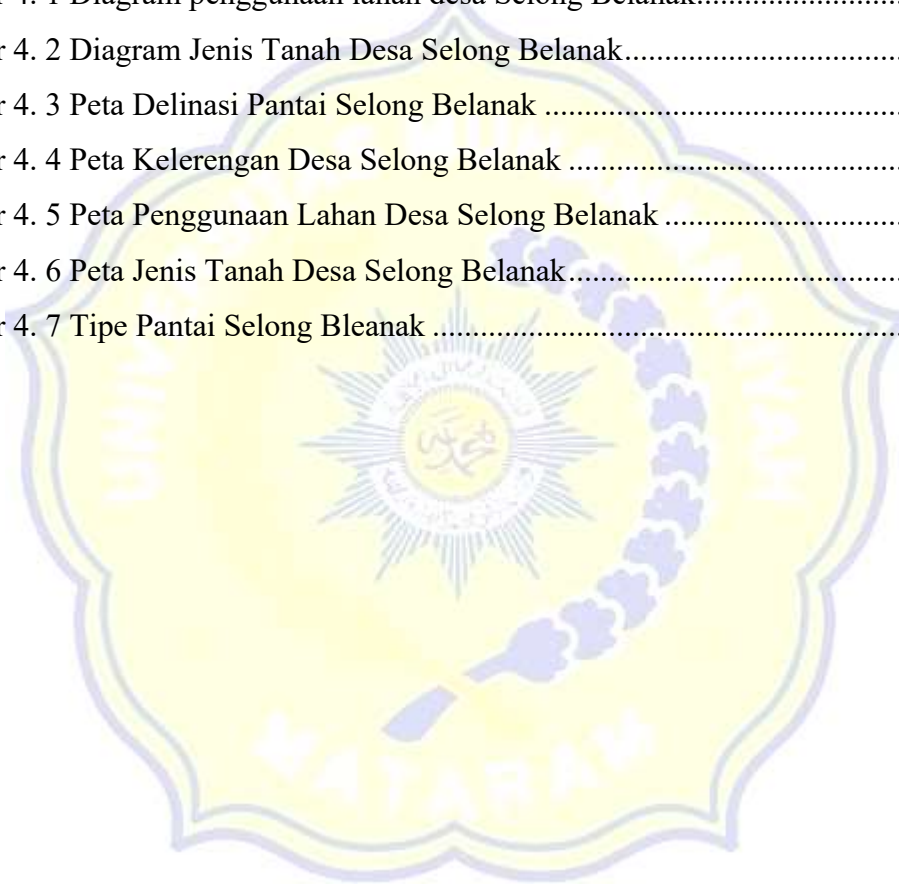 r 4. 1 Diagram penggunaan lahan desa Selong Belanak..............................
r 4. 2 Diagram Jenis Tanah Desa Selong Belanak......................................
r 4. 3 Peta Delinasi Pantai Selong Belanak ................................................
r 4. 4 Peta Kelerengan Desa Selong Belanak .............................................
r 4. 5 Peta Penggunaan Lahan Desa Selong Belanak .................................
r 4. 6 Peta Jenis Tanah Desa Selong Belanak.............................................
r 4. 7 Tipe Pantai Selong Bleanak ..............................................................
UNIVERSITAS MUHAMMADIYAH
MATARAM